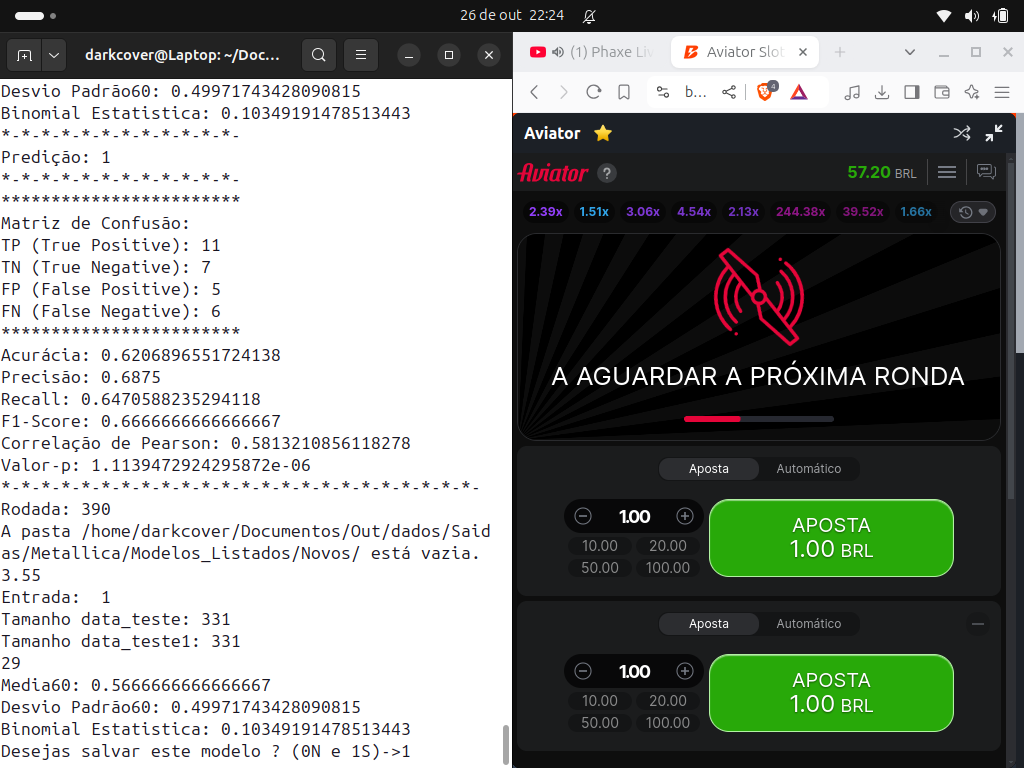 26 de out 22:24
darkcover@Laptop: ~/Doc...
Desvio Padrão60: 0.49971743428090815
Binomial Estatistica: 0.10349191478513443
*-*-*-*-*-*-*-*-*-*-*-*-
Predição: 1
*-*-*-*-*-*-*-*-*-*-*-*-
************************
Matriz de Confusão:
TP (True Positive): 11
TN (True Negative): 7
FP (False Positive): 5
FN (False Negative): 6
************************
Acurácia: 0.6206896551724138
Precisão: 0.6875
Recall: 0.6470588235294118
F1-Score: 0.6666666666666667
Correlação de Pearson: 0.5813210856118278
Valor-p: 1.1139472924295872e-06
*-*-*-*-*-*-*-*-*-*-*-*-*-*-*-*-*-*-*-*-*-*-*-*-
Rodada: 390
A pasta /home/darkcover/Documentos/Out/dados/Said
as/Metallica/Modelos_Listados/Novos/ está vazia.
3.55
Entrada:  1
Tamanho data_teste: 331
Tamanho data_teste1: 331
29
Media60: 0.5666666666666667
Desvio Padrão60: 0.49971743428090815
Binomial Estatistica: 0.10349191478513443
Desejas salvar este modelo ? (0N e 1S)->1
(1) Phaxe Liv
Aviator Slot
b...
4
Aviator
Aviator ?
57.20 BRL
2.39x 1.51x 3.06x 4.54x 2.13x 244.38x 39.52x 1.66x
A AGUARDAR A PRÓXIMA RONDA
Aposta Automático
1.00
10.00 20.00
50.00 100.00
APOSTA
1.00 BRL
Aposta Automático
1.00
10.00 20.00
50.00 100.00
APOSTA
1.00 BRL